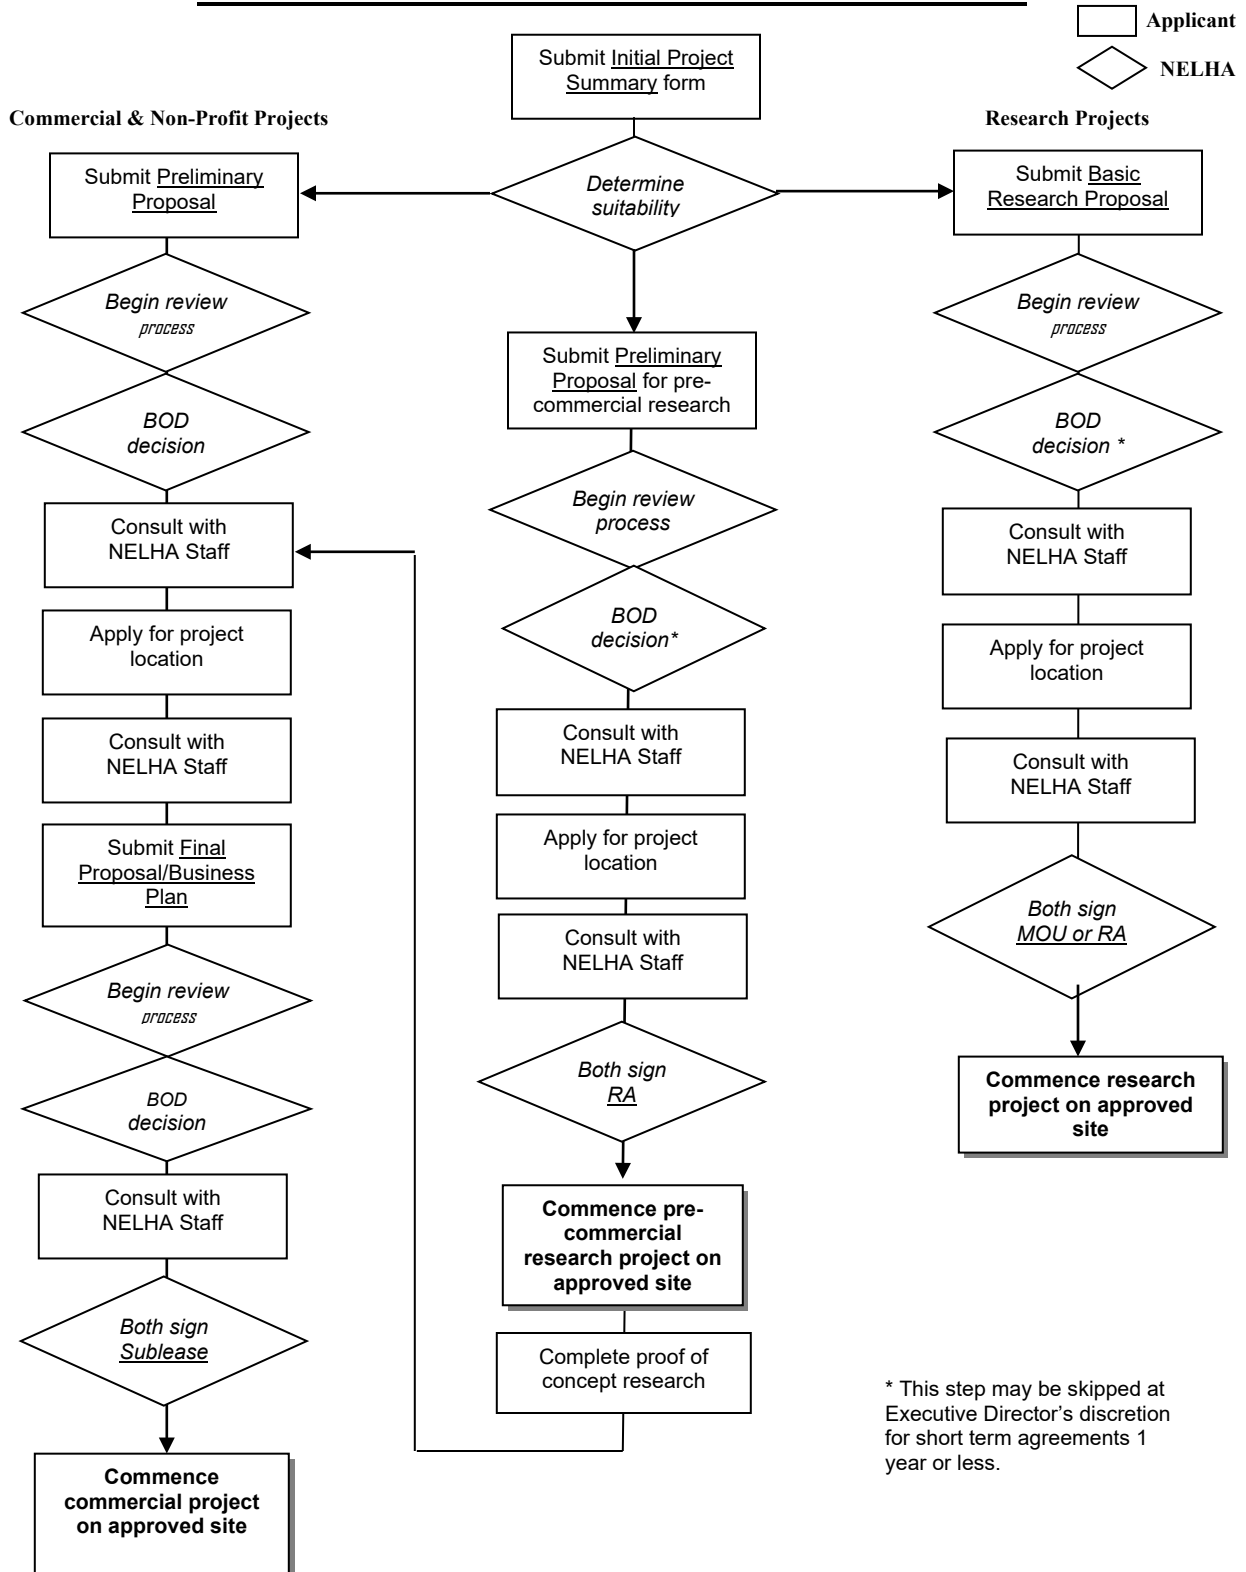 Applicant
NELHA
Submit Initial Project
Summary form
Commercial & Non-Profit Projects
Research Projects
Determine
suitability
Submit Preliminary
Proposal
Begin review
process
BOD
decision
Consult with
NELHA Staff
Apply for project
location
Consult with
NELHA Staff
Submit Final
Proposal/Business
Plan
Begin review
process
BOD
decision
Consult with
NELHA Staff
Both sign
Sublease
Commence
commercial project
on approved site
Submit Preliminary
Proposal for pre-
commercial research
Begin review
process
BOD
decision*
Consult with
NELHA Staff
Apply for project
location
Consult with
NELHA Staff
Both sign
RA
Commence pre-
commercial
research project on
approved site
Complete proof of
concept research
Submit Basic
Research Proposal
Begin review
process
BOD
decision *
Consult with
NELHA Staff
Apply for project
location
Consult with
NELHA Staff
Both sign
MOU or RA
Commence research
project on approved
site
* This step may be skipped at
Executive Director’s discretion
for short term agreements 1
year or less.